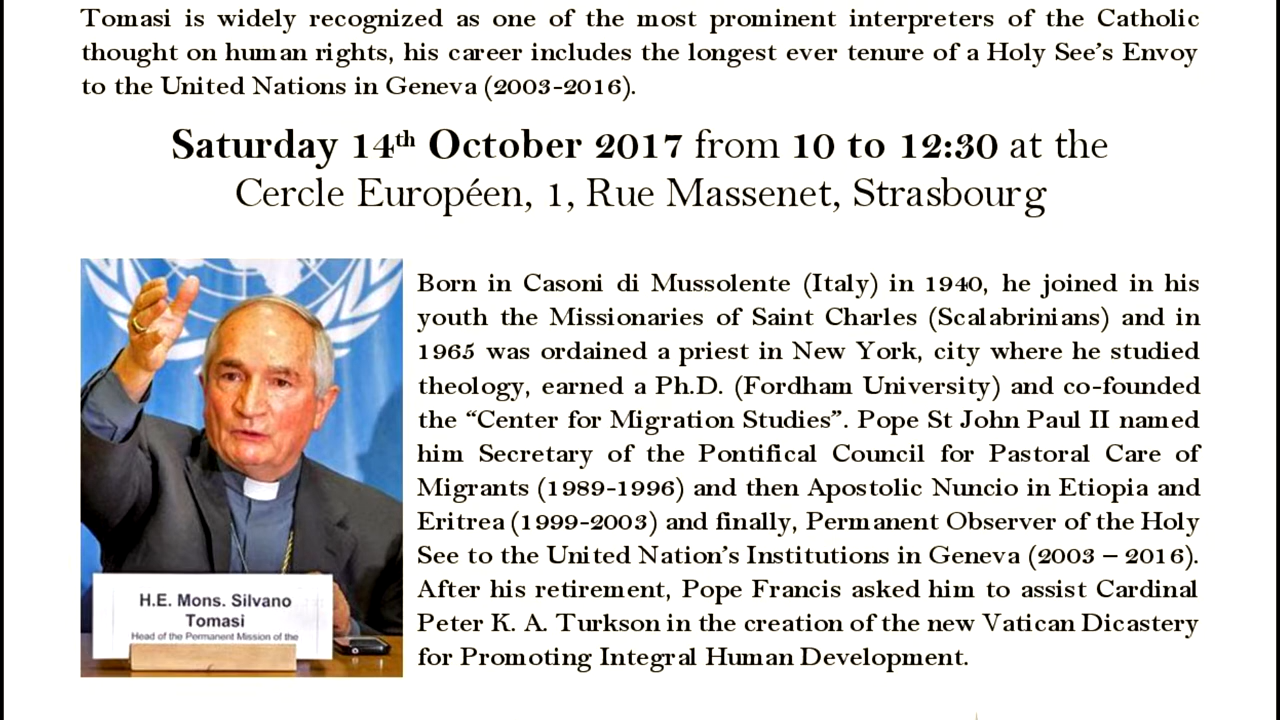 Tomasi is widely recognized as one of the most prominent interpreters of the Catholic
thought on human rights, his career includes the longest ever tenure of a Holy See's Envoy
to the United Nations in Geneva (2003-2016).
Saturday 14th October 2017 from 10 to 12:30 at the
Cercle Européen, 1, Rue Massenet, Strasbourg
Born in Casoni di Mussolente (Italy) in 1940, he joined in his
youth the Missionaries of Saint Charles (Scalabrinians) and in
1965 was ordained a priest in New York, city where he studied
theology, earned a Ph.D. (Fordham University) and co-founded
the “Center for Migration Studies”. Pope St John Paul II named
him Secretary of the Pontifical Council for Pastoral Care of
Migrants (1989-1996) and then Apostolic Nuncio in Etiopia and
Eritrea (1999-2003) and finally, Permanent Observer of the Holy
See to the United Nation's Institutions in Geneva (2003 – 2016).
After his retirement, Pope Francis asked him to assist Cardinal
Peter K. A. Turkson in the creation of the new Vatican Dicastery
for Promoting Integral Human Development.
H.E. Mons. Silvano
Tomasi
Head of the Permanent Mission of the